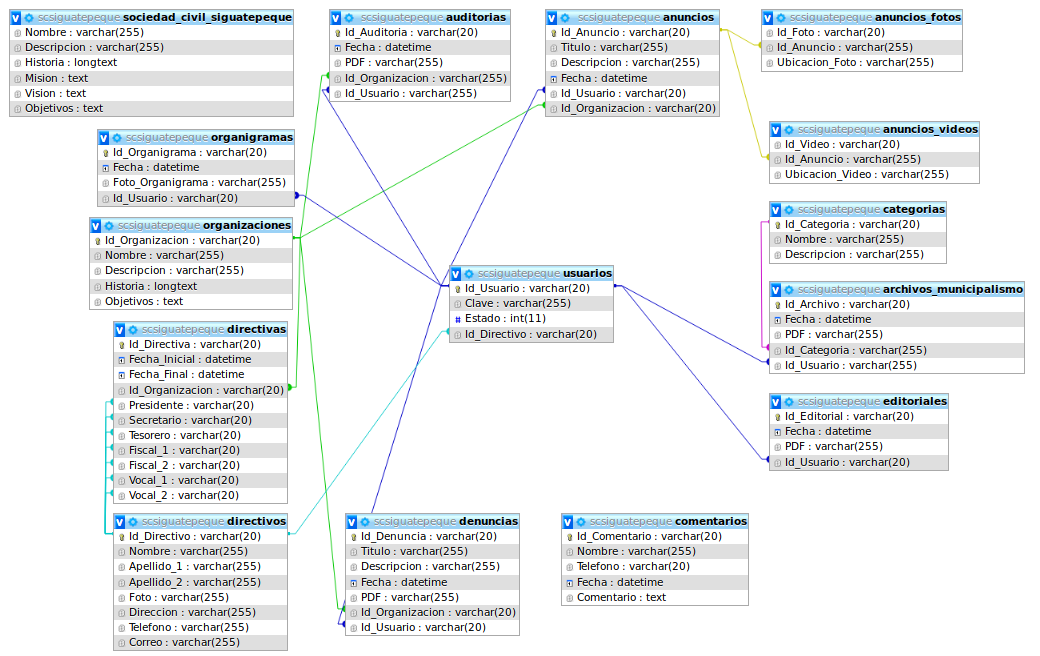 scsiguatepeque sociedad_civil_siguatepeque
Nombre : varchar(255)
Descripcion : varchar(255)
Historia : longtext
Mision : text
Vision : text
Objetivos : text
scsiguatepeque auditorias
Id_Auditoria : varchar(20)
Fecha : datetime
PDF : varchar(255)
Id_Organizacion : varchar(255)
Id_Usuario : varchar(255)
scsiguatepeque anuncios
Id_Anuncio : varchar(20)
Titulo : varchar(255)
Descripcion : varchar(255)
Fecha : datetime
Id_Usuario : varchar(20)
Id_Organizacion : varchar(20)
scsiguatepeque anuncios_fotos
Id_Foto : varchar(20)
Id_Anuncio : varchar(255)
Ubicacion_Foto : varchar(255)
scsiguatepeque organigramas
Id_Organigrama : varchar(20)
Fecha : datetime
Foto_Organigrama : varchar(255)
Id_Usuario : varchar(20)
scsiguatepeque anuncios_videos
Id_Video : varchar(20)
Id_Anuncio : varchar(255)
Ubicacion_Video : varchar(255)
scsiguatepeque organizaciones
Id_Organizacion : varchar(20)
Nombre : varchar(255)
Descripcion : varchar(255)
Historia : longtext
Objetivos : text
scsiguatepeque categorias
Id_Categoria : varchar(20)
Nombre : varchar(255)
Descripcion : varchar(255)
scsiguatepeque usuarios
Id_Usuario : varchar(20)
Clave : varchar(255)
Estado : int(11)
Id_Directivo : varchar(20)
scsiguatepeque archivos_municipalismo
Id_Archivo : varchar(20)
Fecha : datetime
PDF : varchar(255)
Id_Categoria : varchar(255)
Id_Usuario : varchar(255)
scsiguatepeque directivas
Id_Directiva : varchar(20)
Fecha_Inicial : datetime
Fecha_Final : datetime
Id_Organizacion : varchar(20)
Presidente : varchar(20)
Secretario : varchar(20)
Tesorero : varchar(20)
Fiscal_1 : varchar(20)
Fiscal_2 : varchar(20)
Vocal_1 : varchar(20)
Vocal_2 : varchar(20)
scsiguatepeque editoriales
Id_Editorial : varchar(20)
Fecha : datetime
PDF : varchar(255)
Id_Usuario : varchar(20)
scsiguatepeque directivos
Id_Directivo : varchar(20)
Nombre : varchar(255)
Apellido_1 : varchar(255)
Apellido_2 : varchar(255)
Foto : varchar(255)
Direccion : varchar(255)
Telefono : varchar(255)
Correo : varchar(255)
scsiguatepeque denuncias
Id_Denuncia : varchar(20)
Titulo : varchar(255)
Descripcion : varchar(255)
Fecha : datetime
PDF : varchar(255)
Id_Organizacion : varchar(20)
Id_Usuario : varchar(20)
scsiguatepeque comentarios
Id_Comentario : varchar(20)
Nombre : varchar(255)
Telefono : varchar(20)
Fecha : datetime
Comentario : text